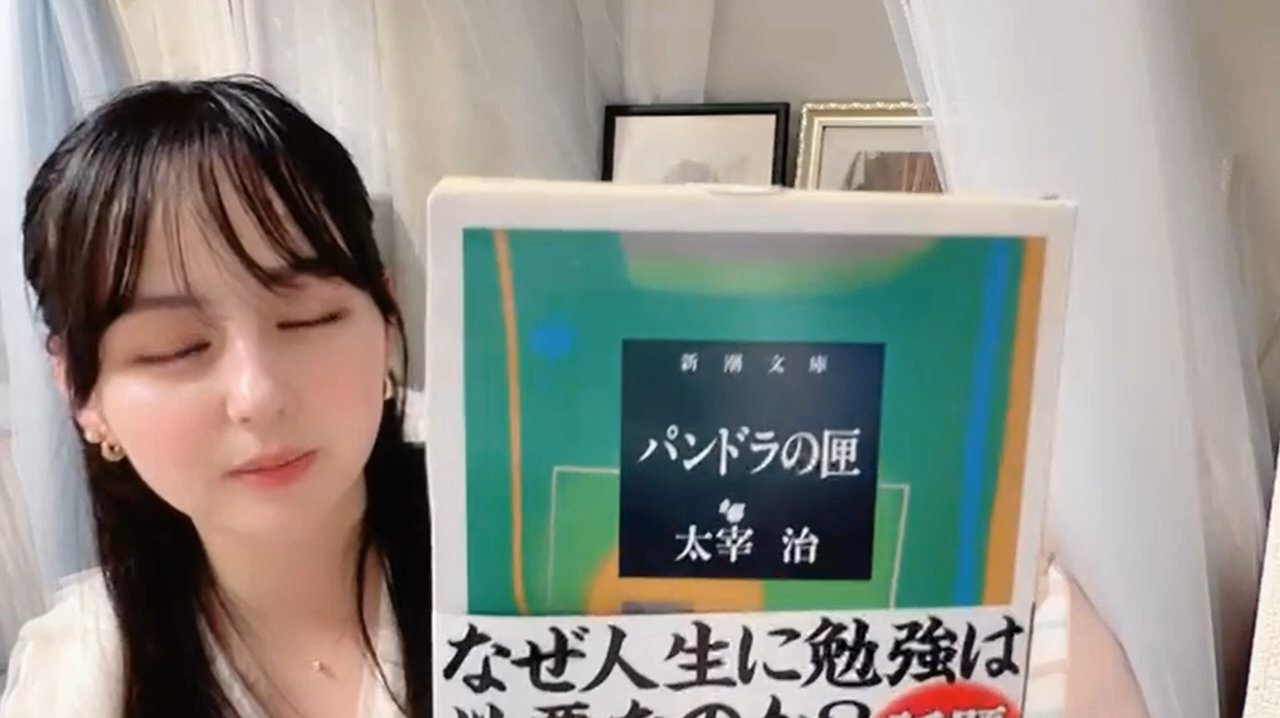 新潮文庫
パンドラの匣
太宰 治
なぜ人生に勉強は